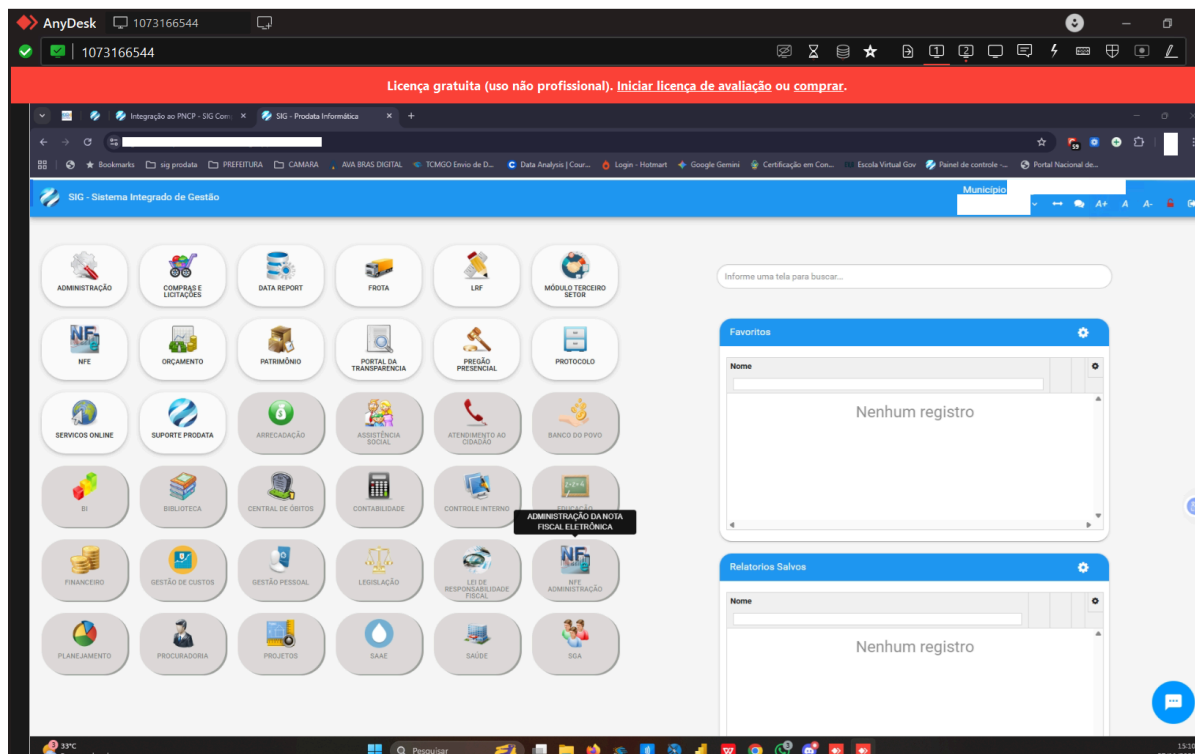 AnyDesk 1073166544
1073166544
Licença gratuita (uso não profissional). Iniciar licença de avaliação ou comprar.
Integração ao PNCP - SIG Com
SIG - Prodata Informática
Bookmarks sig prodata PREFEITURA CAMARA AVA BRAS DIGITAL TCMGO Envio de D... Data Analysis | Cour... Login - Hotmart Google Gemini Certificação em Con... Escola Virtual Gov Painel de controle -... Portal Nacional de...
SIG - Sistema Integrado de Gestão
Município
A+ A A-
Informe uma tela para buscar...
ADMINISTRAÇÃO
COMPRAS E
LICITAÇÕES
DATA REPORT
FROTA
LRF
MÓDULO TERCEIRO
SETOR
NFE
ORÇAMENTO
PATRIMÔNIO
PORTAL DA
TRANSPARÊNCIA
PREGÃO
PRESENCIAL
PROTOCOLO
SERVICOS ONLINE
SUPORTE PRODATA
ARRECADAÇÃO
ASSISTÊNCIA
SOCIAL
ATENDIMENTO AO
CIDADÃO
BANCO DO POVO
BI
BIBLIOTECA
CENTRAL DE ÓBITOS
CONTABILIDADE
CONTROLE INTERNO
EDUCAÇÃO
ADMINISTRAÇÃO DA NOTA
FISCAL ELETRÔNICA
FINANCEIRO
GESTÃO DE CUSTOS
GESTÃO PESSOAL
LEGISLAÇÃO
LEI DE
RESPONSABILIDADE
FISCAL
NFE
ADMINISTRAÇÃO
PLANEJAMENTO
PROCURADORIA
PROJETOS
SAAE
SAÚDE
SGA
Favoritos
Nome
Nenhum registro
Relatorios Salvos
Nome
Nenhum registro
33°C
Pesquisar